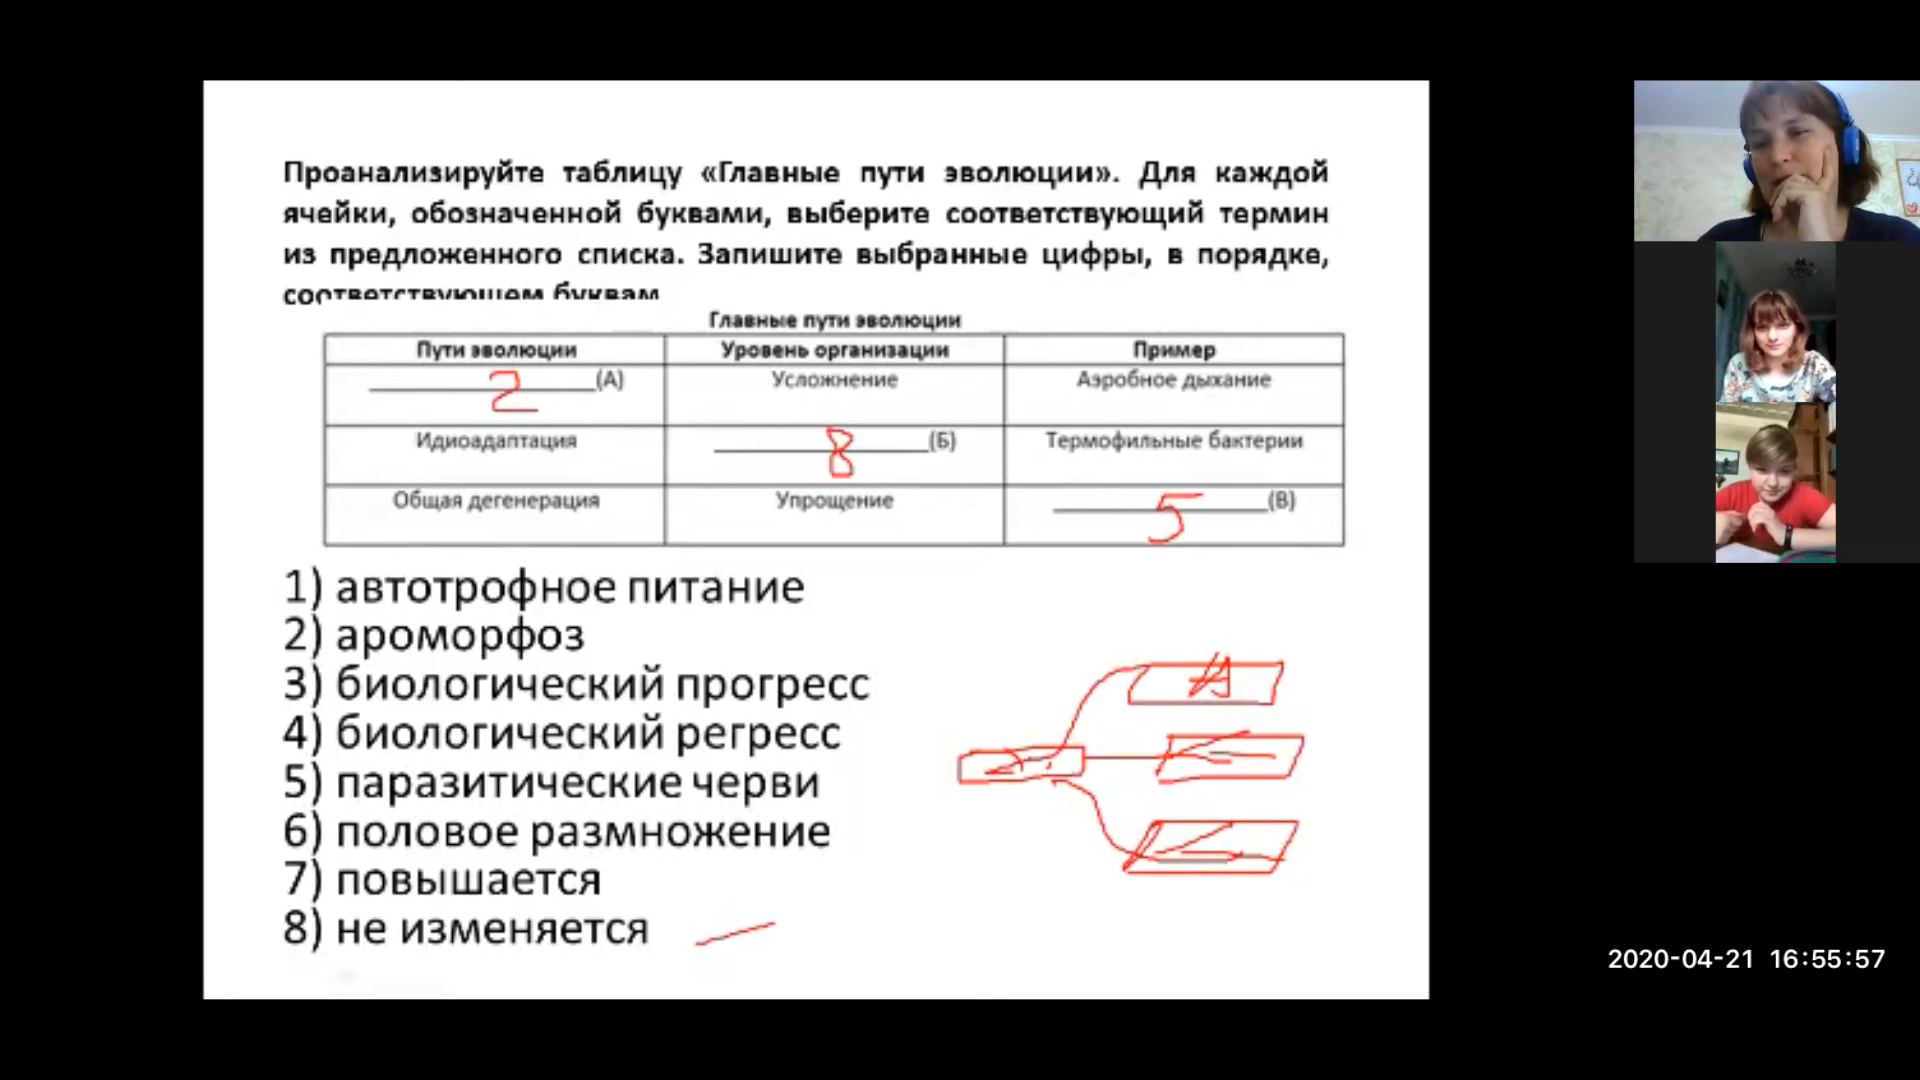 Проанализируйте таблицу «Главные пути эволюции». Для каждой
ячейки, обозначенной буквами, выберите соответствующий термин
из предложенного списка. Запишите выбранные цифры, в порядке,
соответствующем буквам
Главные пути эволюции
Пути эволюции Уровень организации Пример
2 (А) Усложнение Аэробное дыхание
Идиоадаптация 8 (Б) Термофильные бактерии
Общая дегенерация Упрощение 5 (В)
1) автотрофное питание
2) ароморфоз
3) биологический прогресс
4) биологический регресс
5) паразитические черви
6) половое размножение
7) повышается
8) не изменяется
2020-04-21 16:55:57